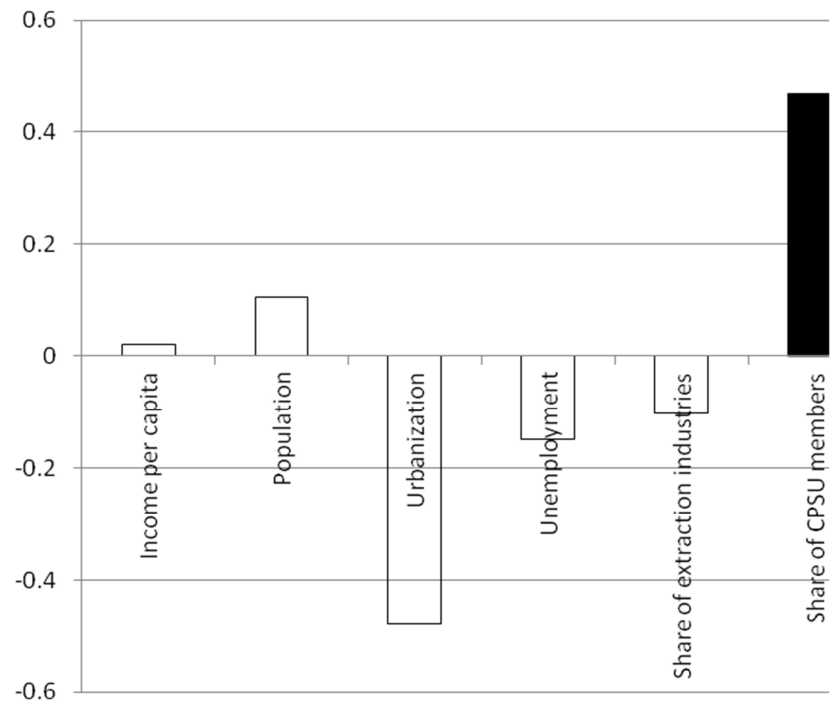 0.6
0.4
0.2
0
-0.2
-0.4
-0.6
Income per capita
Population
Urbanization
Unemployment
Share of extraction industries
Share of CPSU members